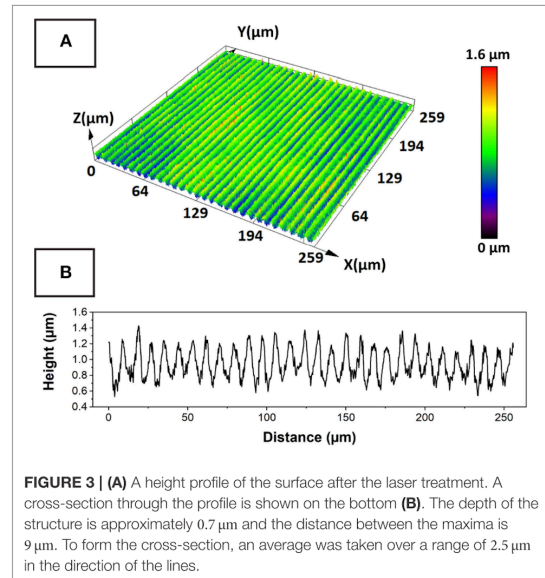 A
Y(µm)
1.6 µm
Z(µm)
0
64
129
194
259
X(µm)
64
129
194
259
0 µm
B
Height (µm)
1.6
1.4
1.2
1.0
0.8
0.6
0.4
0 50 100 150 200 250
Distance (µm)
FIGURE 3 | (A) A height profile of the surface after the laser treatment. A
cross-section through the profile is shown on the bottom (B). The depth of the
structure is approximately 0.7 µm and the distance between the maxima is
9 µm. To form the cross-section, an average was taken over a range of 2.5 µm
in the direction of the lines.